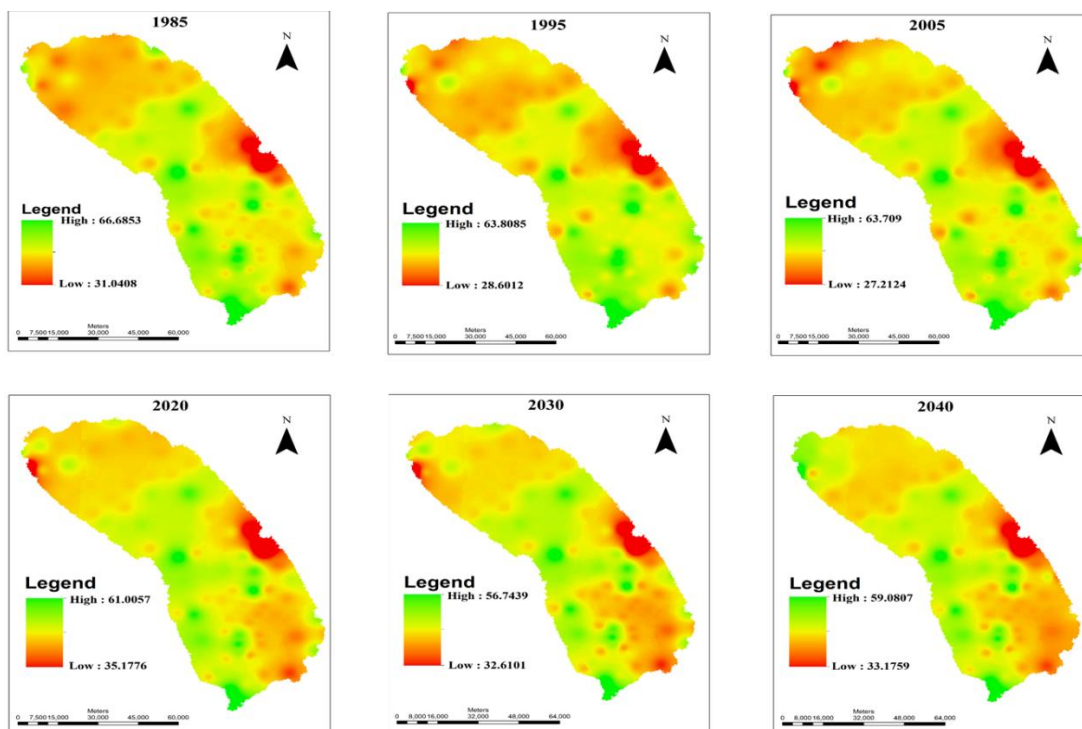 1985
N
Legend
High : 66.6853
Low : 31.0408
Meters
0 7,500 15,000 30,000 45,000 60,000
1995
N
Legend
High : 63.8085
Low : 28.6012
Meters
0 7,500 15,000 30,000 45,000 60,000
2005
N
Legend
High : 63.709
Low : 27.2124
Meters
0 7,500 15,000 30,000 45,000 60,000
2020
N
Legend
High : 61.0057
Low : 35.1776
Meters
0 7,500 15,000 30,000 45,000 60,000
2030
N
Legend
High : 56.7439
Low : 32.6101
Meters
0 8,000 16,000 32,000 48,000 64,000
2040
N
Legend
High : 59.0807
Low : 33.1759
Meters
0 8,000 16,000 32,000 48,000 64,000